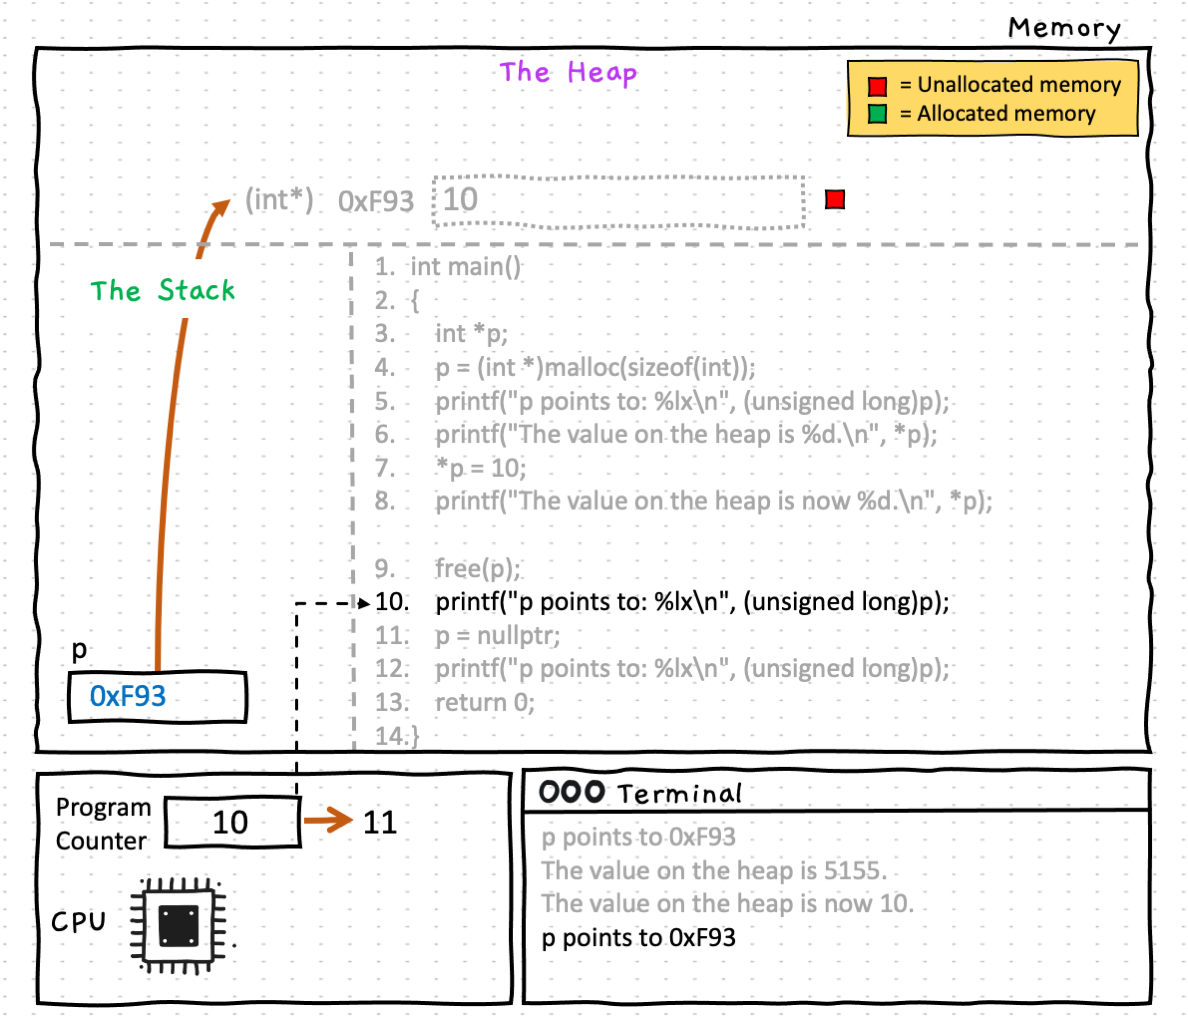 Memory
The Heap
= Unallocated memory
= Allocated memory
(int*) 0xF93 10
The Stack
1. int main()
2. {
3. int *p;
4. p = (int *)malloc(sizeof(int));
5. printf("p points to: %lx\n", (unsigned long)p);
6. printf("The value on the heap is %d.\n", *p);
7. *p = 10;
8. printf("The value on the heap is now %d.\n", *p);
9. free(p);
10. printf("p points to: %lx\n", (unsigned long)p);
11. p = nullptr;
12. printf("p points to: %lx\n", (unsigned long)p);
13. return 0;
14.}
p
0xF93
Program
Counter
10
11
CPU
Terminal
p points to 0xF93
The value on the heap is 5155.
The value on the heap is now 10.
p points to 0xF93